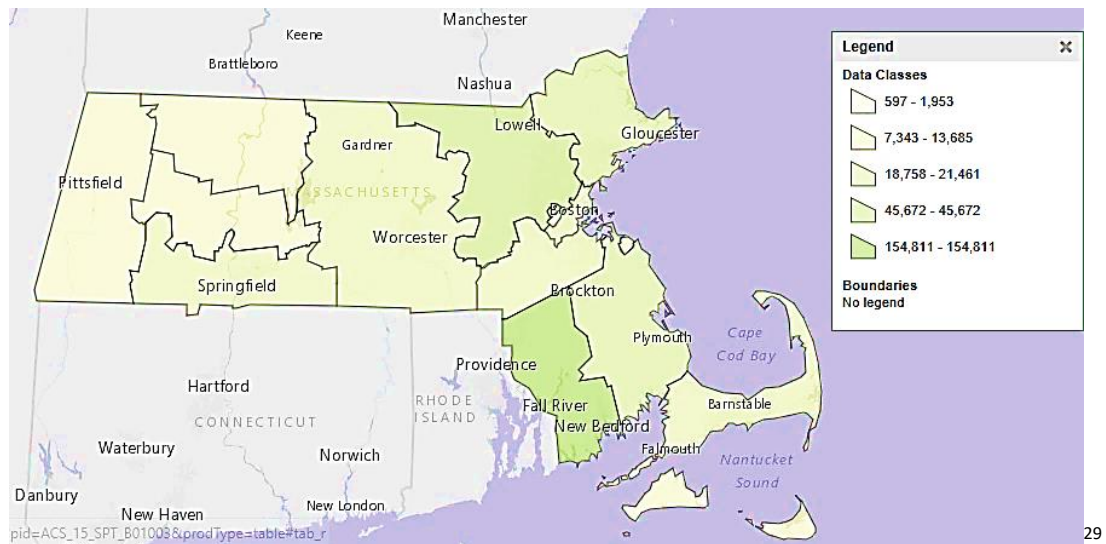 Manchester
Keene
Brattleboro
Nashua
Lowell
Gloucester
Gardner
Pittsfield
MASSACHUSETTS
Boston
Worcester
Springfield
Brockton
Plymouth
Cape
Cod Bay
Providence
Hartford
RHODE
ISLAND
Fall River
Barnstable
CONNECTICUT
New Bedford
Waterbury
Norwich
Falmouth
Nantucket
Sound
Danbury
New Haven
New London
pid=ACS_15_SPT_B01003&prodType=table#tab_r
Legend
Data Classes
597 - 1,953
7,343 - 13,685
18,758 - 21,461
45,672 - 45,672
154,811 - 154,811
Boundaries
No legend
29